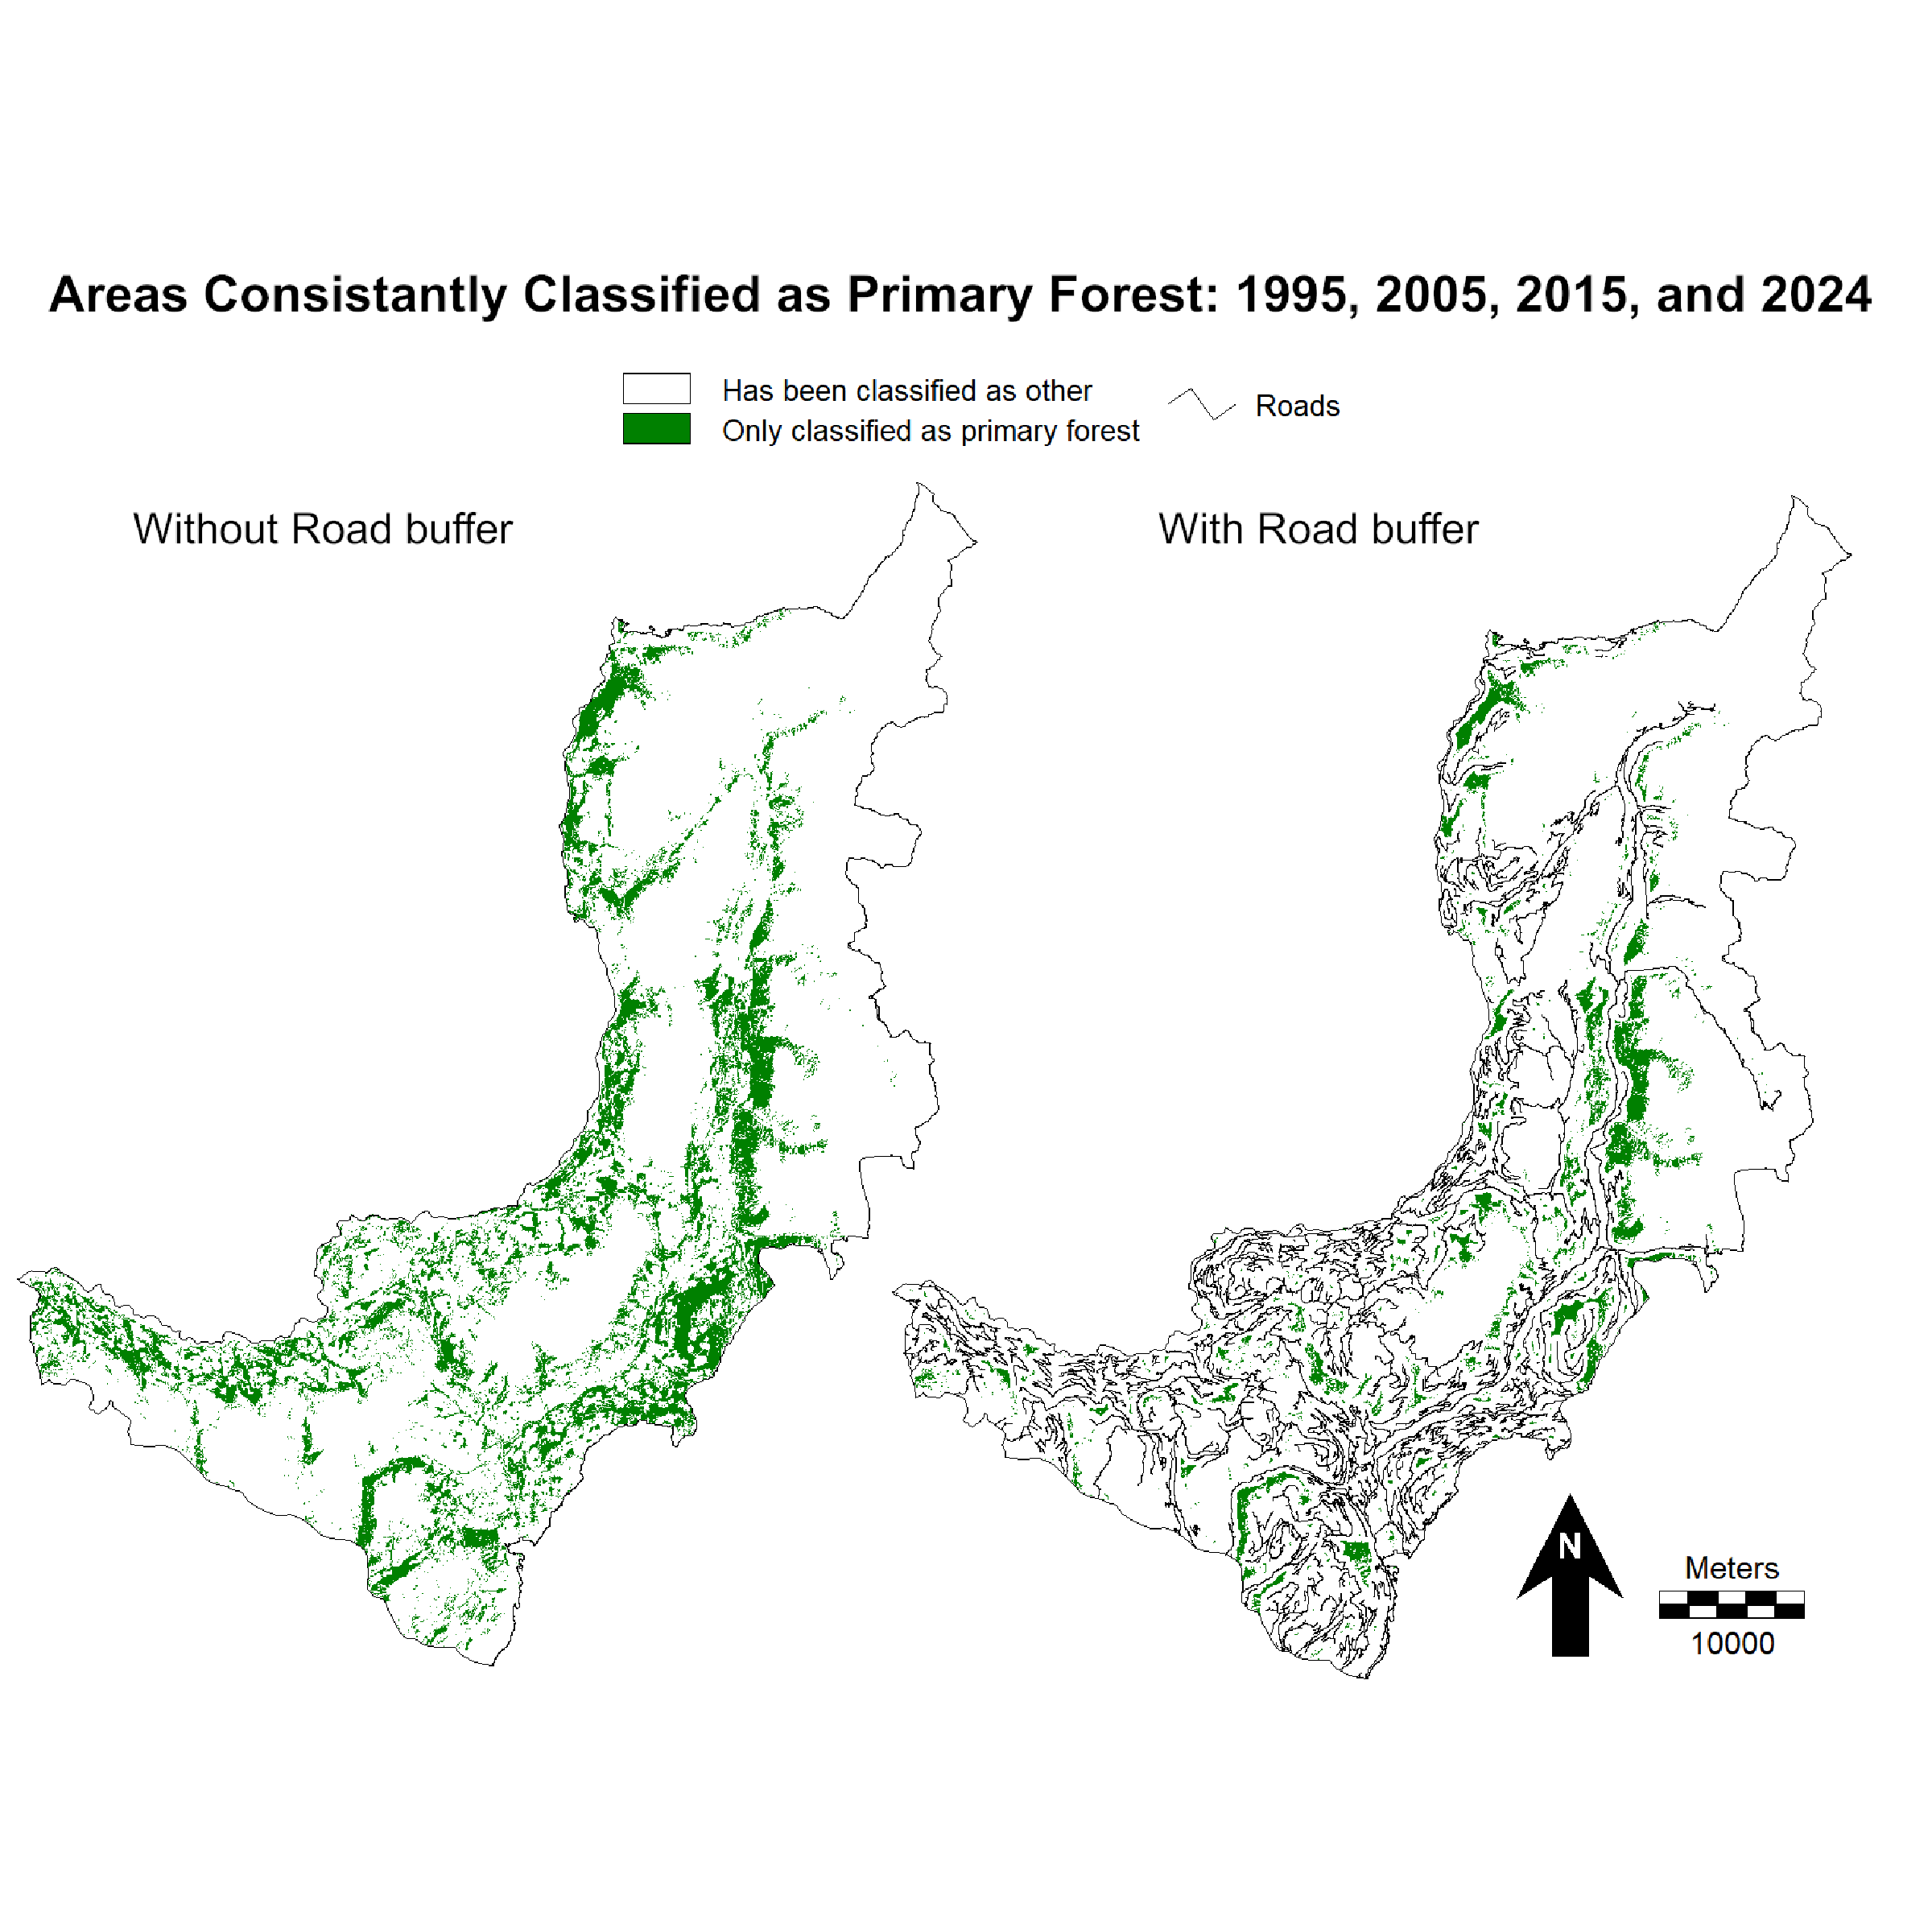 Areas Consistantly Classified as Primary Forest: 1995, 2005, 2015, and 2024
Has been classified as other
Only classified as primary forest
Roads
Without Road buffer
With Road buffer
N
Meters
10000